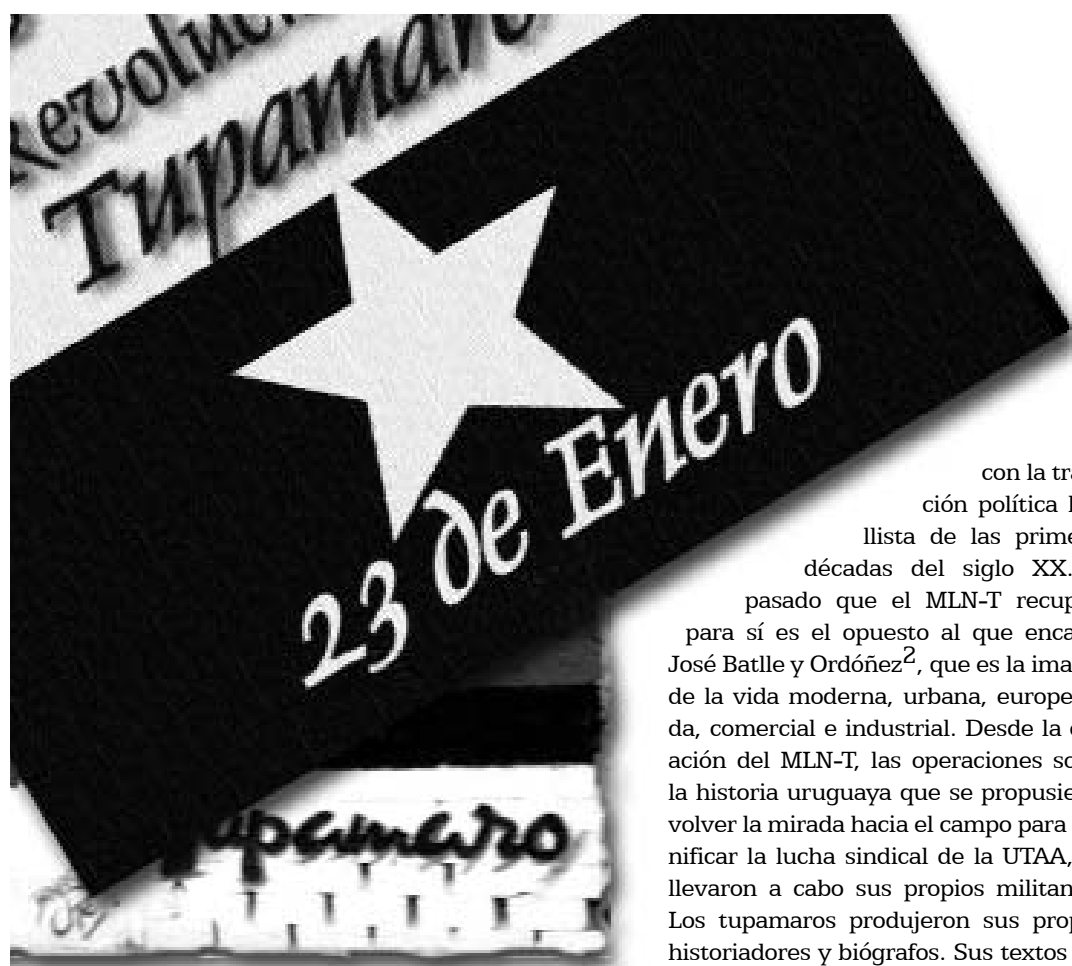 Revoluci
Tupamaro
23 de Enero
upamaro
con la tra
ción política
llista de las prime
décadas del siglo XX.
pasado que el MLN-T recup
para sí es el opuesto al que enca
José Batlle y Ordóñez2, que es la ima
de la vida moderna, urbana, europe
da, comercial e industrial. Desde la
ación del MLN-T, las operaciones so
la historia uruguaya que se propusie
volver la mirada hacia el campo para
nificar la lucha sindical de la UTAA,
llevaron a cabo sus propios militan
Los tupamaros produjeron sus prop
historiadores y biógrafos. Sus textos